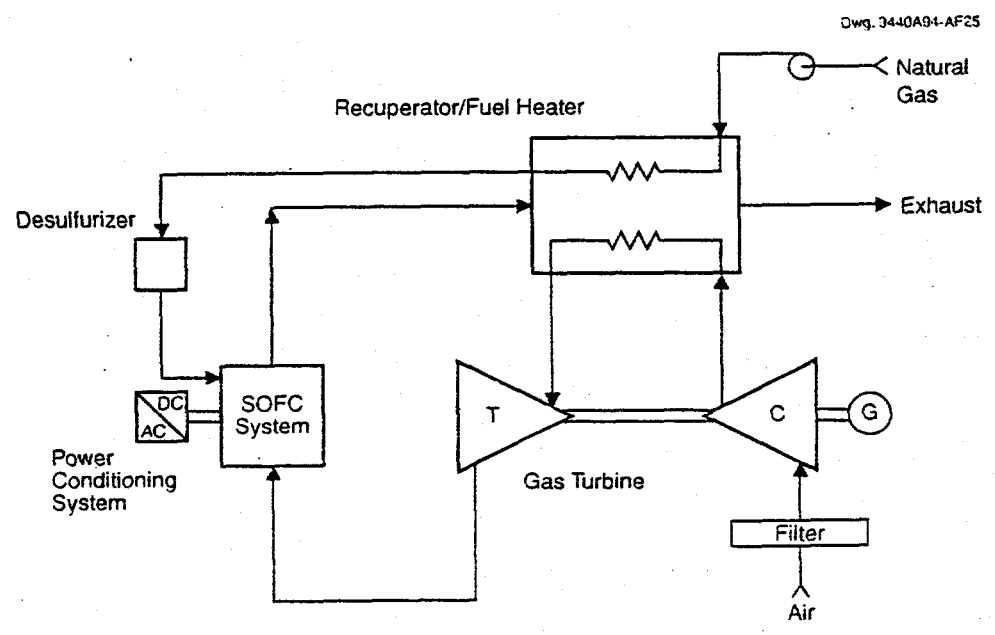 Dwg. 9440A94-AF25
Natural
Gas
Recuperator/Fuel Heater
Exhaust
Desulfurizer
SOFC
System
DC
AC
T
C
G
Power
Conditioning
System
Gas Turbine
Filter
Air